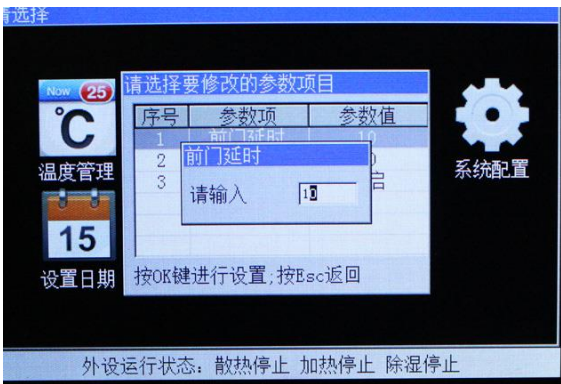 请选择
Now 25
℃
温度管理
15
设置日期
请选择要修改的参数项目
序号 参数项 参数值
1 前门延时 10
2
3
前门延时
请输入 10
按OK键进行设置;按Esc返回
系统配置
外设运行状态: 散热停止 加热停止 除湿停止